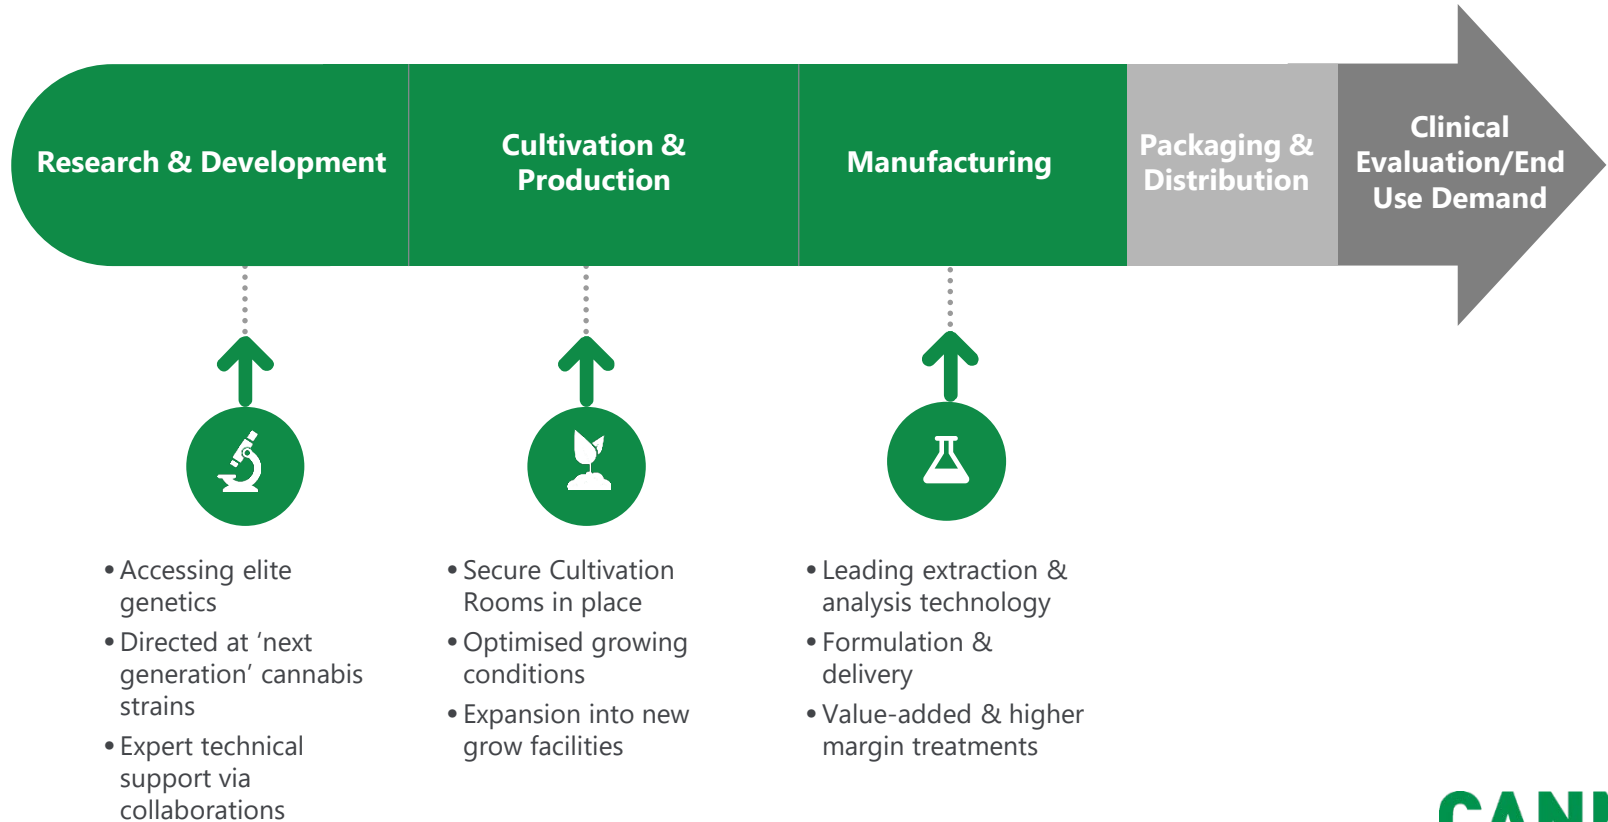 Research & Development
Cultivation &
Production
Manufacturing
Packaging &
Distribution
Clinical
Evaluation/End
Use Demand
• Accessing elite
genetics
• Directed at ‘next
generation’ cannabis
strains
• Expert technical
support via
collaborations
• Secure Cultivation
Rooms in place
• Optimised growing
conditions
• Expansion into new
grow facilities
• Leading extraction &
analysis technology
• Formulation &
delivery
• Value-added & higher
margin treatments